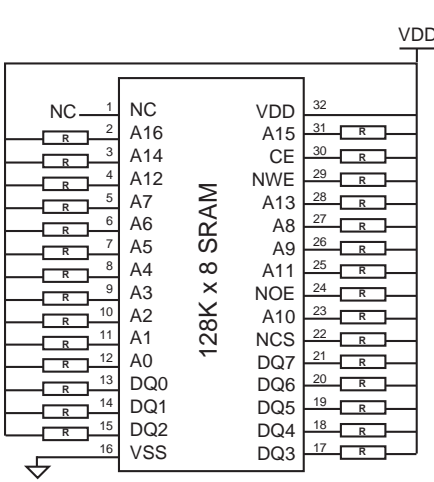 VDD
NC 1 NC VDD 32
R 2 A16 A15 31 R
R 3 A14 CE 30 R
R 4 A12 NWE 29 R
R 5 A7 A13 28 R
R 6 A6 A8 27 R
R 7 A5 A9 26 R
R 8 A4 A11 25 R
R 9 A3 NOE 24 R
R 10 A2 A10 23 R
R 11 A1 NCS 22 R
R 12 A0 DQ7 21 R
R 13 DQ0 DQ6 20 R
R 14 DQ1 DQ5 19 R
R 15 DQ2 DQ4 18 R
16 VSS DQ3 17 R
128K x 8 SRAM